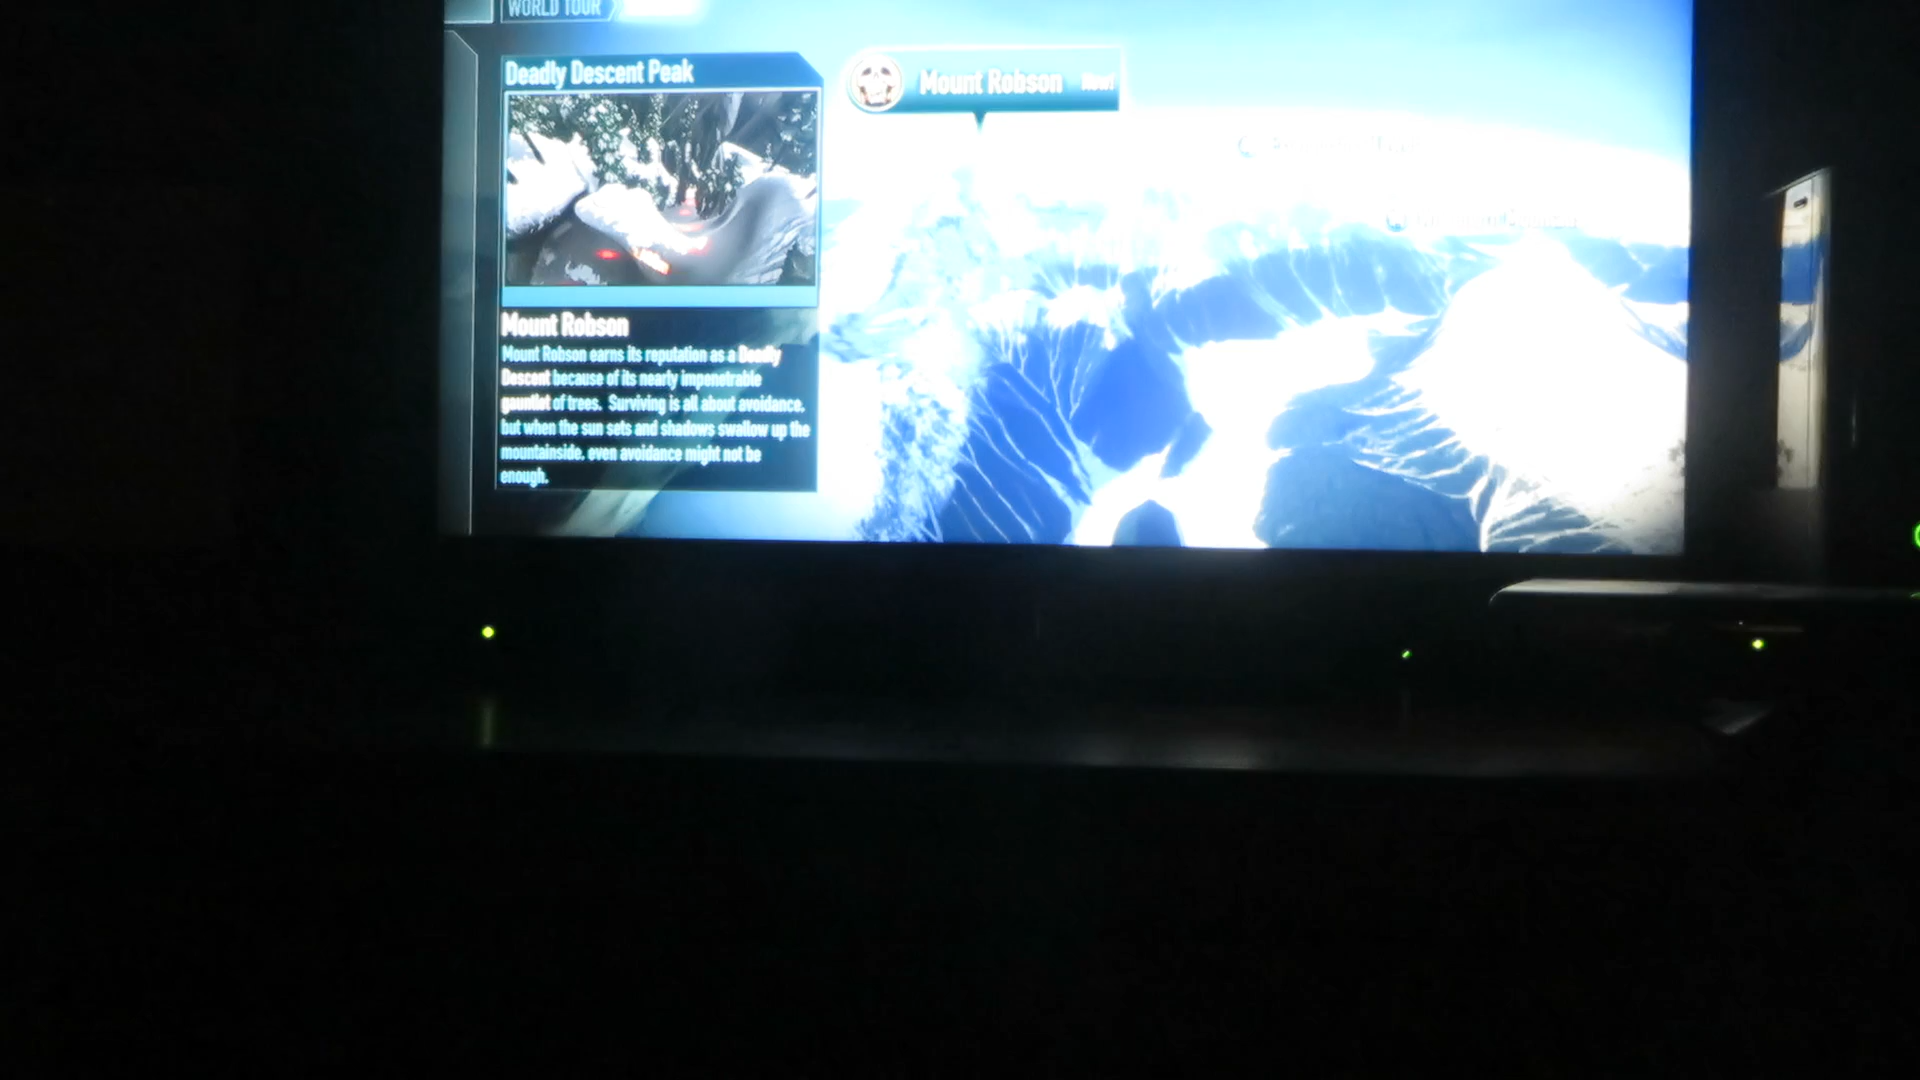 WORLD TOUR
Deadly Descent Peak
Mount Robson New!
Mount Robson
Mount Robson earns its reputation as a Deadly
Descent because of its nearly impenetrable
gauntlet of trees. Surviving is all about avoidance,
but when the sun sets and shadows swallow up the
mountainside, even avoidance might not be
enough.